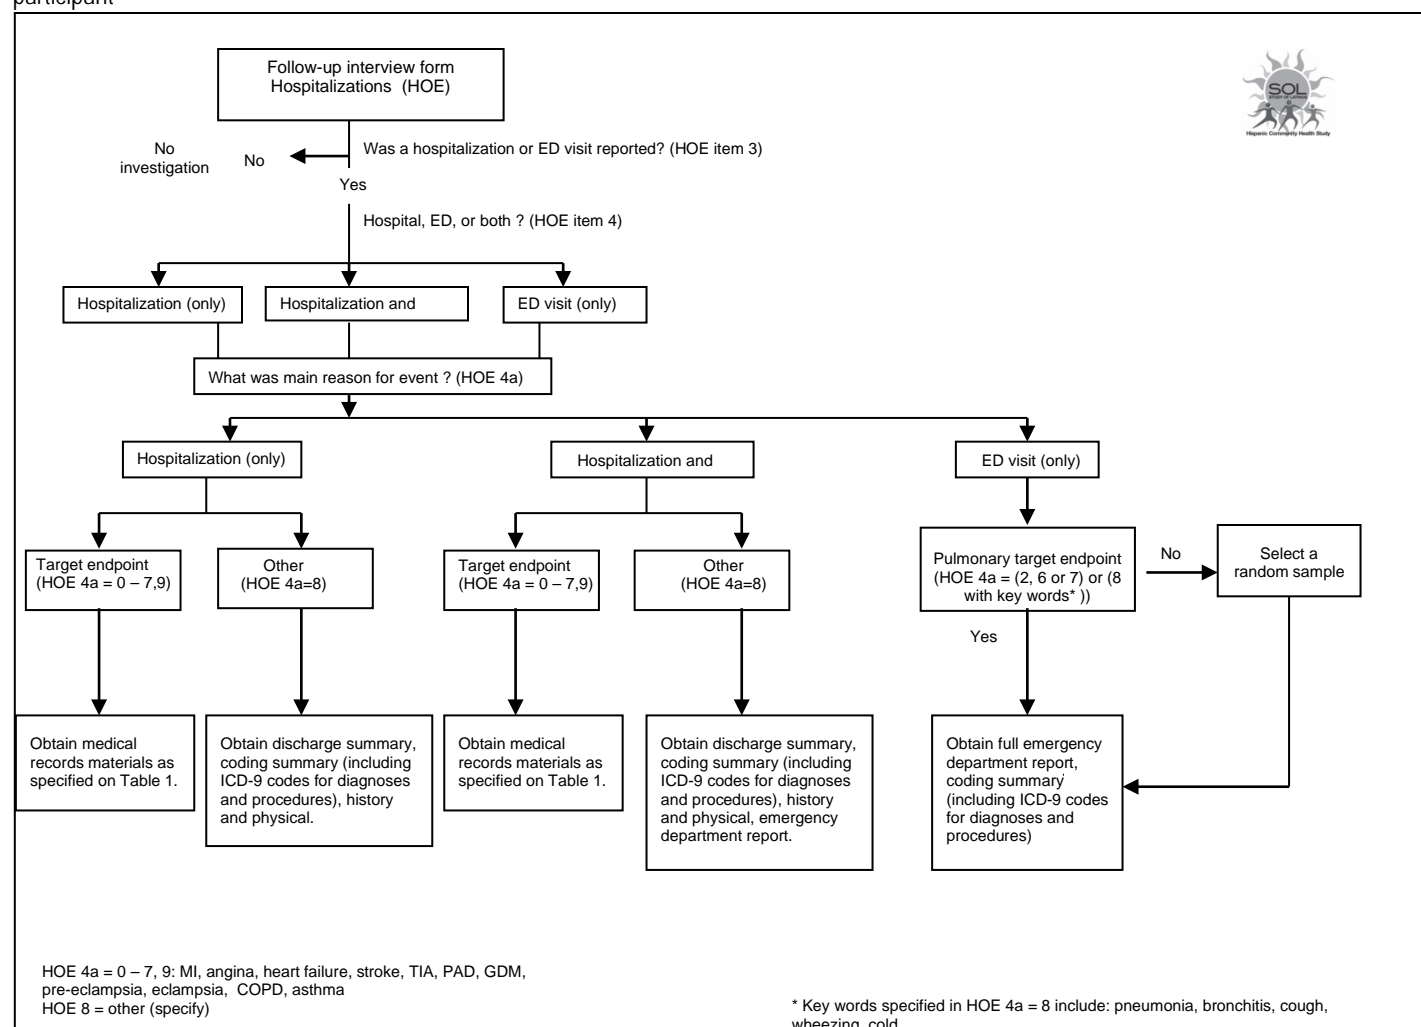 participant
Follow-up interview form
Hospitalizations (HOE)
SOL
Hispanic Community Health Study
Was a hospitalization or ED visit reported? (HOE item 3)
No
investigation
No
Yes
Hospital, ED, or both ? (HOE item 4)
Hospitalization (only)
Hospitalization and
ED visit (only)
What was main reason for event ? (HOE 4a)
Hospitalization (only)
Hospitalization and
ED visit (only)
Target endpoint
(HOE 4a = 0 – 7,9)
Other
(HOE 4a=8)
Target endpoint
(HOE 4a = 0 – 7,9)
Other
(HOE 4a=8)
Pulmonary target endpoint
(HOE 4a = (2, 6 or 7) or (8
with key words* ))
No
Select a
random sample
Yes
Obtain medical
records materials as
specified on Table 1.
Obtain discharge summary,
coding summary (including
ICD-9 codes for diagnoses
and procedures), history
and physical.
Obtain medical
records materials as
specified on Table 1.
Obtain discharge summary,
coding summary (including
ICD-9 codes for diagnoses
and procedures), history
and physical, emergency
department report.
Obtain full emergency
department report,
coding summary
(including ICD-9 codes
for diagnoses and
procedures)
HOE 4a = 0 – 7, 9: MI, angina, heart failure, stroke, TIA, PAD, GDM,
pre-eclampsia, eclampsia, COPD, asthma
HOE 8 = other (specify)
* Key words specified in HOE 4a = 8 include: pneumonia, bronchitis, cough,
wheezing, cold